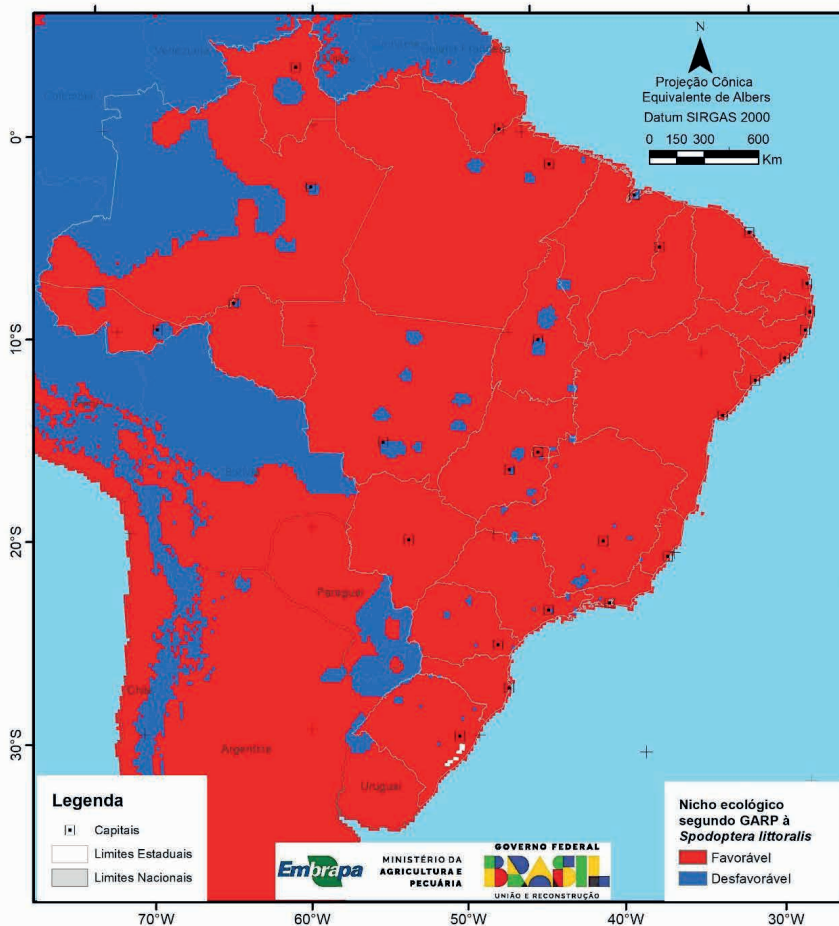 N
Projeção Cônica
Equivalente de Albers
Datum SIRGAS 2000
0 150 300 600
Km
0°
10°S
20°S
30°S
Paraguai
Chile
Argentina
Uruguai
Legenda
Capitais
Limites Estaduais
Limites Nacionais
Embrapa
MINISTÉRIO DA
AGRICULTURA E
PECUÁRIA
GOVERNO FEDERAL
BRASIL
UNIÃO E RECONSTRUÇÃO
Nicho ecológico
segundo GARP à
Spodoptera littoralis
Favorável
Desfavorável
70°W 60°W 50°W 40°W 30°W